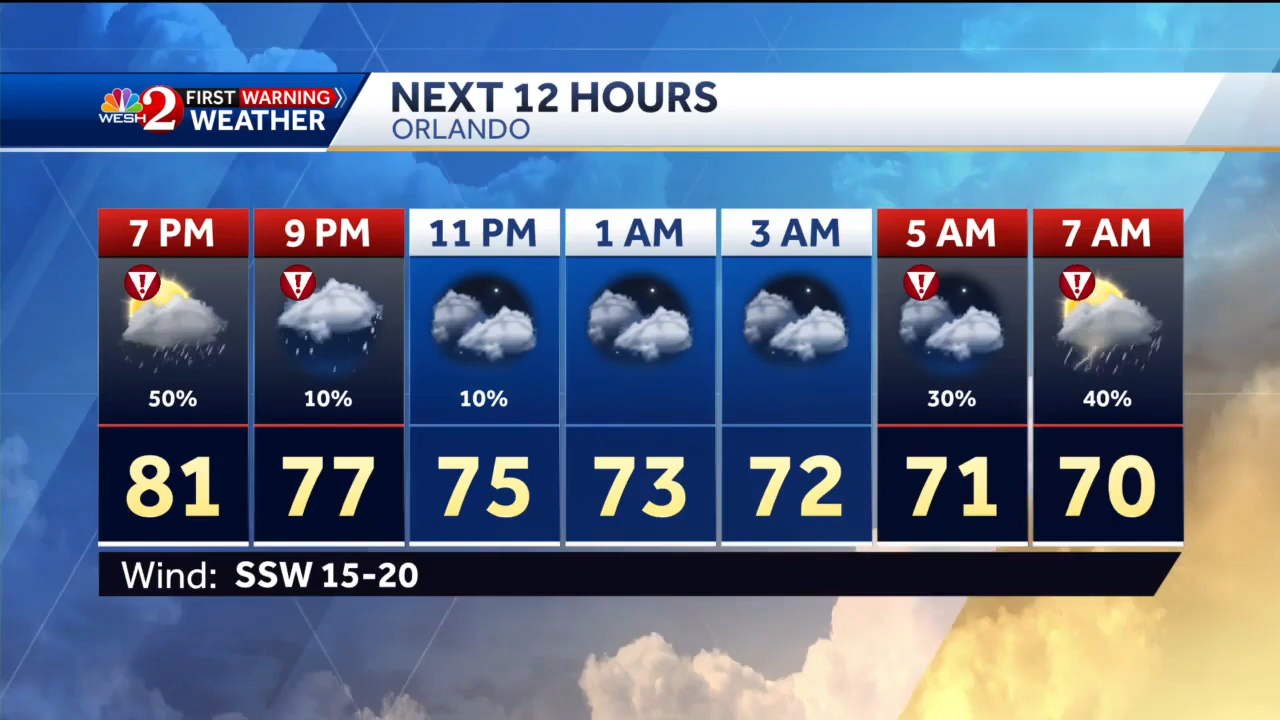 WESH 2 FIRST WARNING
WEATHER
NEXT 12 HOURS
ORLANDO
7 PM 9 PM 11 PM 1 AM 3 AM 5 AM 7 AM
! ! ! !
50% 10% 10% 30% 40%
81 77 75 73 72 71 70
Wind: SSW 15-20